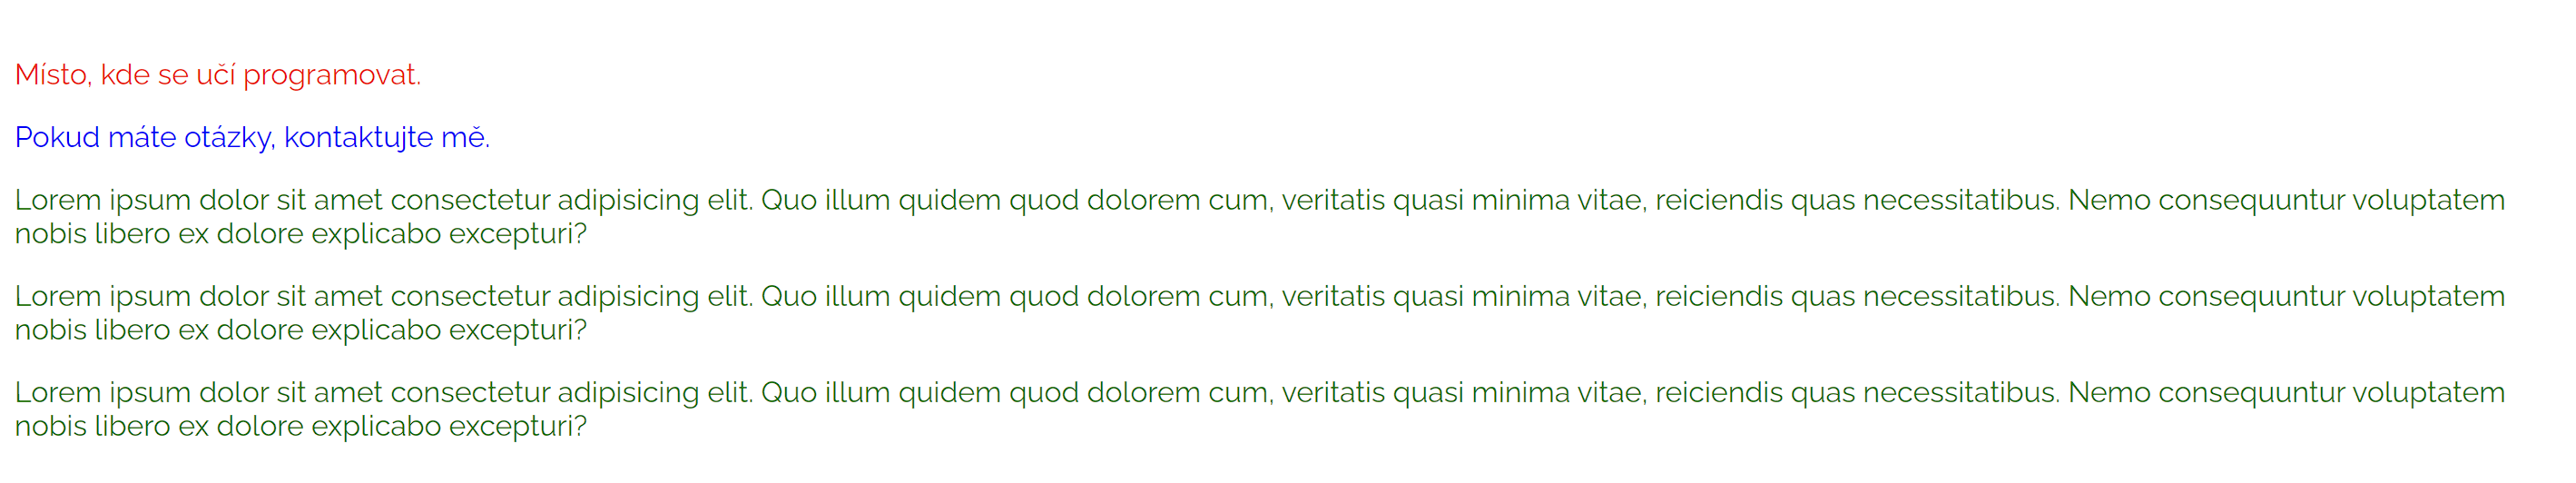 Místo, kde se učí programovat.
Pokud máte otázky, kontaktujte mě.
Lorem ipsum dolor sit amet consectetur adipisicing elit. Quo illum quidem quod dolorem cum, veritatis quasi minima vitae, reiciendis quas necessitatibus. Nemo consequuntur voluptatem
nobis libero ex dolore explicabo excepturi?
Lorem ipsum dolor sit amet consectetur adipisicing elit. Quo illum quidem quod dolorem cum, veritatis quasi minima vitae, reiciendis quas necessitatibus. Nemo consequuntur voluptatem
nobis libero ex dolore explicabo excepturi?
Lorem ipsum dolor sit amet consectetur adipisicing elit. Quo illum quidem quod dolorem cum, veritatis quasi minima vitae, reiciendis quas necessitatibus. Nemo consequuntur voluptatem
nobis libero ex dolore explicabo excepturi?